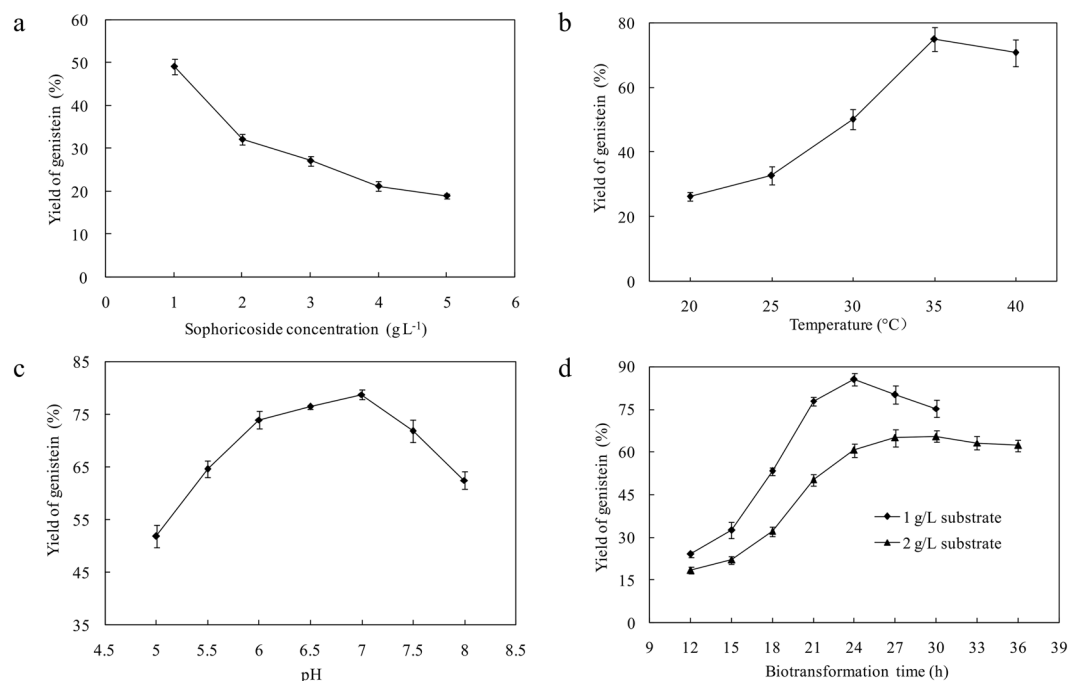 a
60
50
40
30
20
10
0
0 1 2 3 4 5 6
Yield of genistein (%)
Sophoricoside concentration (g L-1)
b
80
60
40
20
0
20 25 30 35 40
Yield of genistein (%)
Temperature (°C)
c
85
75
65
55
45
35
4.5 5 5.5 6 6.5 7 7.5 8 8.5
Yield of genistein (%)
pH
d
90
75
60
45
30
15
0
9 12 15 18 21 24 27 30 33 36 39
Yield of genistein (%)
1 g/L substrate
2 g/L substrate
Biotransformation time (h)